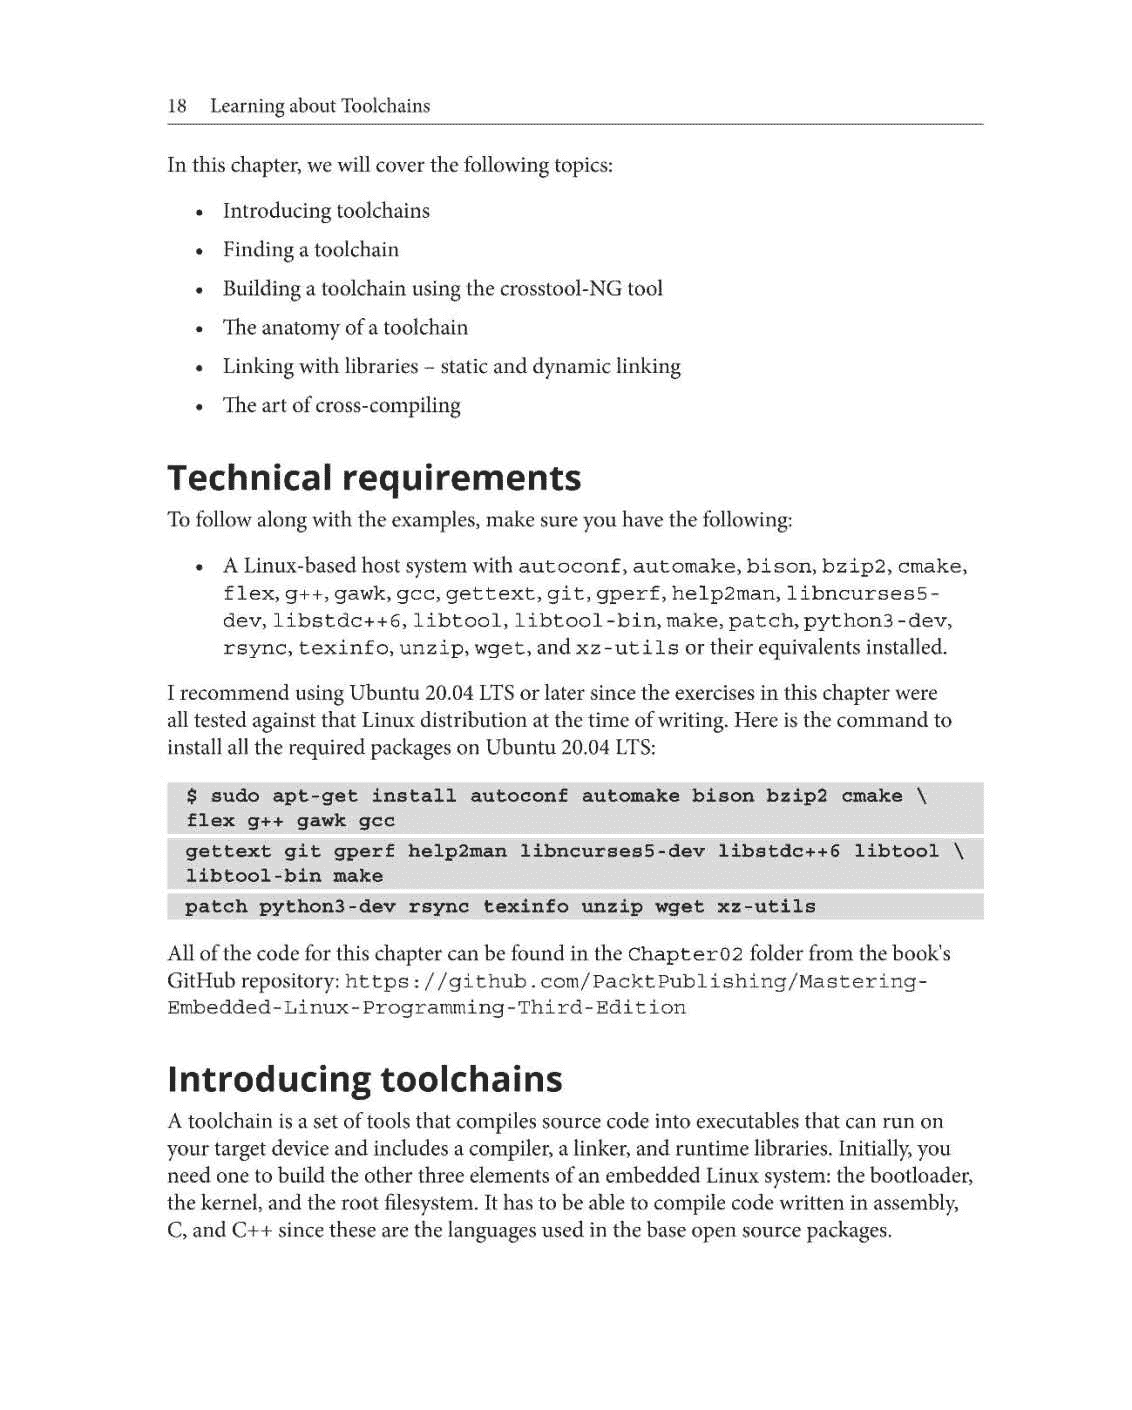 18 Learning about Toolchains
In this chapter, we will cover the following topics:
• Introducing toolchains
• Finding a toolchain
• Building a toolchain using the crosstool-NG tool
• The anatomy of a toolchain
• Linking with libraries – static and dynamic linking
• The art of cross-compiling
Technical requirements
To follow along with the examples, make sure you have the following:
• A Linux-based host system with autoconf, automake, bison, bzip2, cmake,
flex, g++, gawk, gcc, gettext, git, gperf, help2man, libncurses5-
dev, libstdc++6, libtool, libtool-bin, make, patch, python3-dev,
rsync, texinfo, unzip, wget, and xz-utils or their equivalents installed.
I recommend using Ubuntu 20.04 LTS or later since the exercises in this chapter were
all tested against that Linux distribution at the time of writing. Here is the command to
install all the required packages on Ubuntu 20.04 LTS:
$ sudo apt-get install autoconf automake bison bzip2 cmake \
flex g++ gawk gcc
gettext git gperf help2man libncurses5-dev libstdc++6 libtool \
libtool-bin make
patch python3-dev rsync texinfo unzip wget xz-utils
All of the code for this chapter can be found in the Chapter02 folder from the book's
GitHub repository: https://github.com/PacktPublishing/Mastering-
Embedded-Linux-Programming-Third-Edition
Introducing toolchains
A toolchain is a set of tools that compiles source code into executables that can run on
your target device and includes a compiler, a linker, and runtime libraries. Initially, you
need one to build the other three elements of an embedded Linux system: the bootloader,
the kernel, and the root filesystem. It has to be able to compile code written in assembly,
C, and C++ since these are the languages used in the base open source packages.